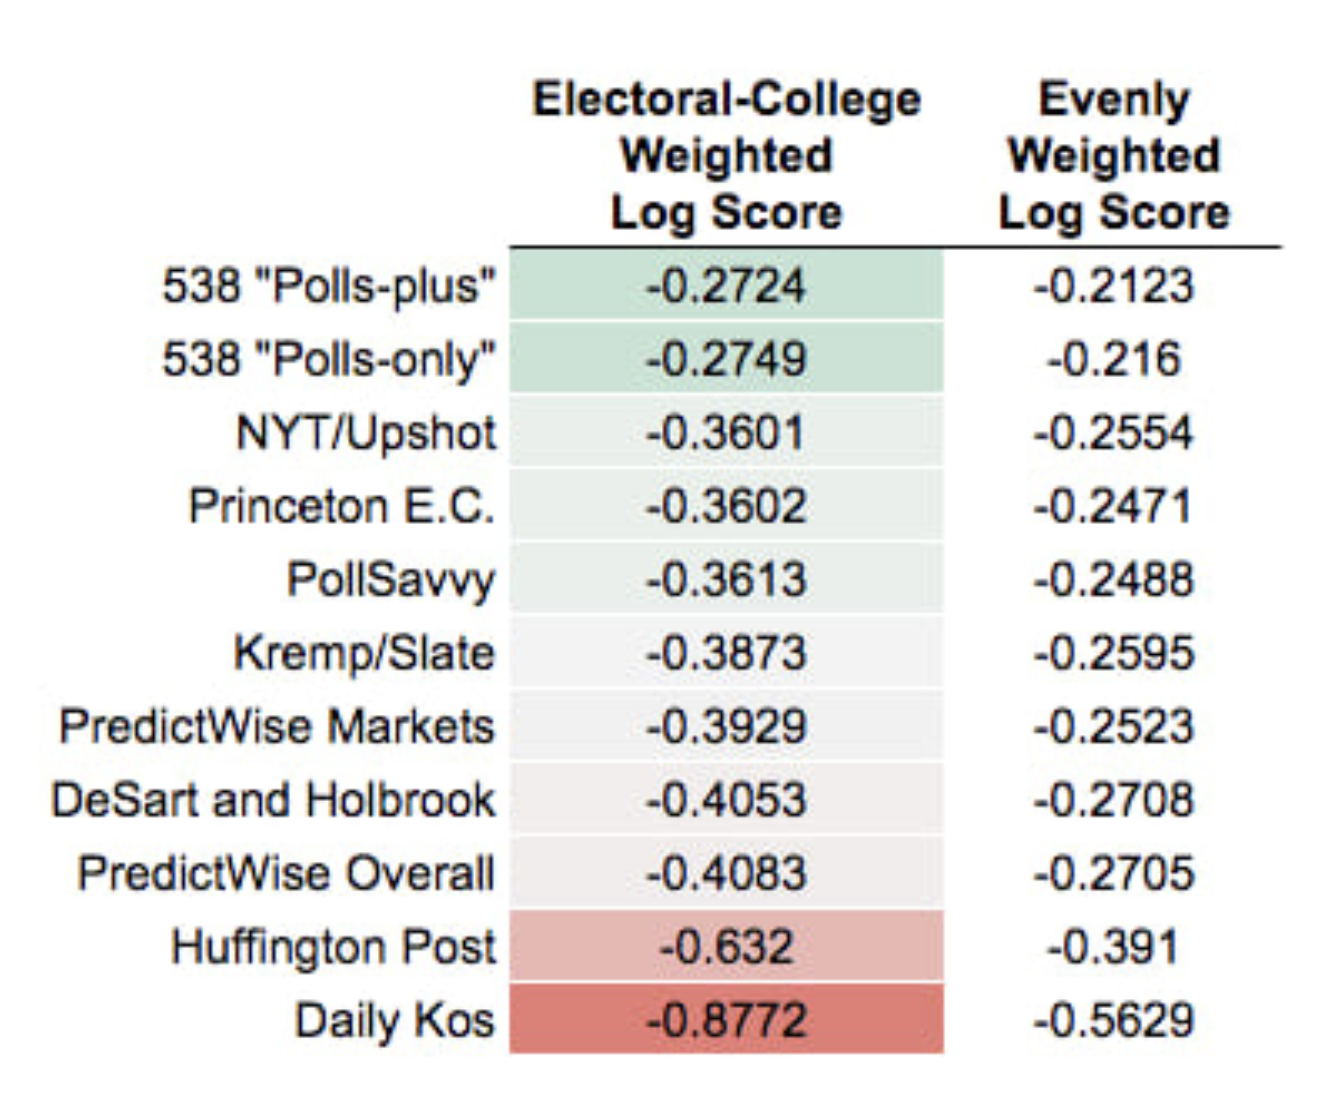 Electoral-College Evenly
Weighted Weighted
Log Score Log Score
538 "Polls-plus" -0.2724 -0.2123
538 "Polls-only" -0.2749 -0.216
NYT/Upshot -0.3601 -0.2554
Princeton E.C. -0.3602 -0.2471
PollSavvy -0.3613 -0.2488
Kremp/Slate -0.3873 -0.2595
PredictWise Markets -0.3929 -0.2523
DeSart and Holbrook -0.4053 -0.2708
PredictWise Overall -0.4083 -0.2705
Huffington Post -0.632 -0.391
Daily Kos -0.8772 -0.5629